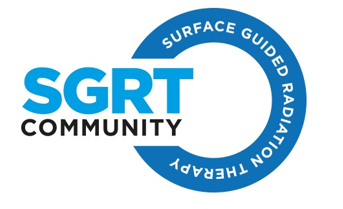 SGRT
COMMUNITY
SURFACE GUIDED RADIATION THERAPY